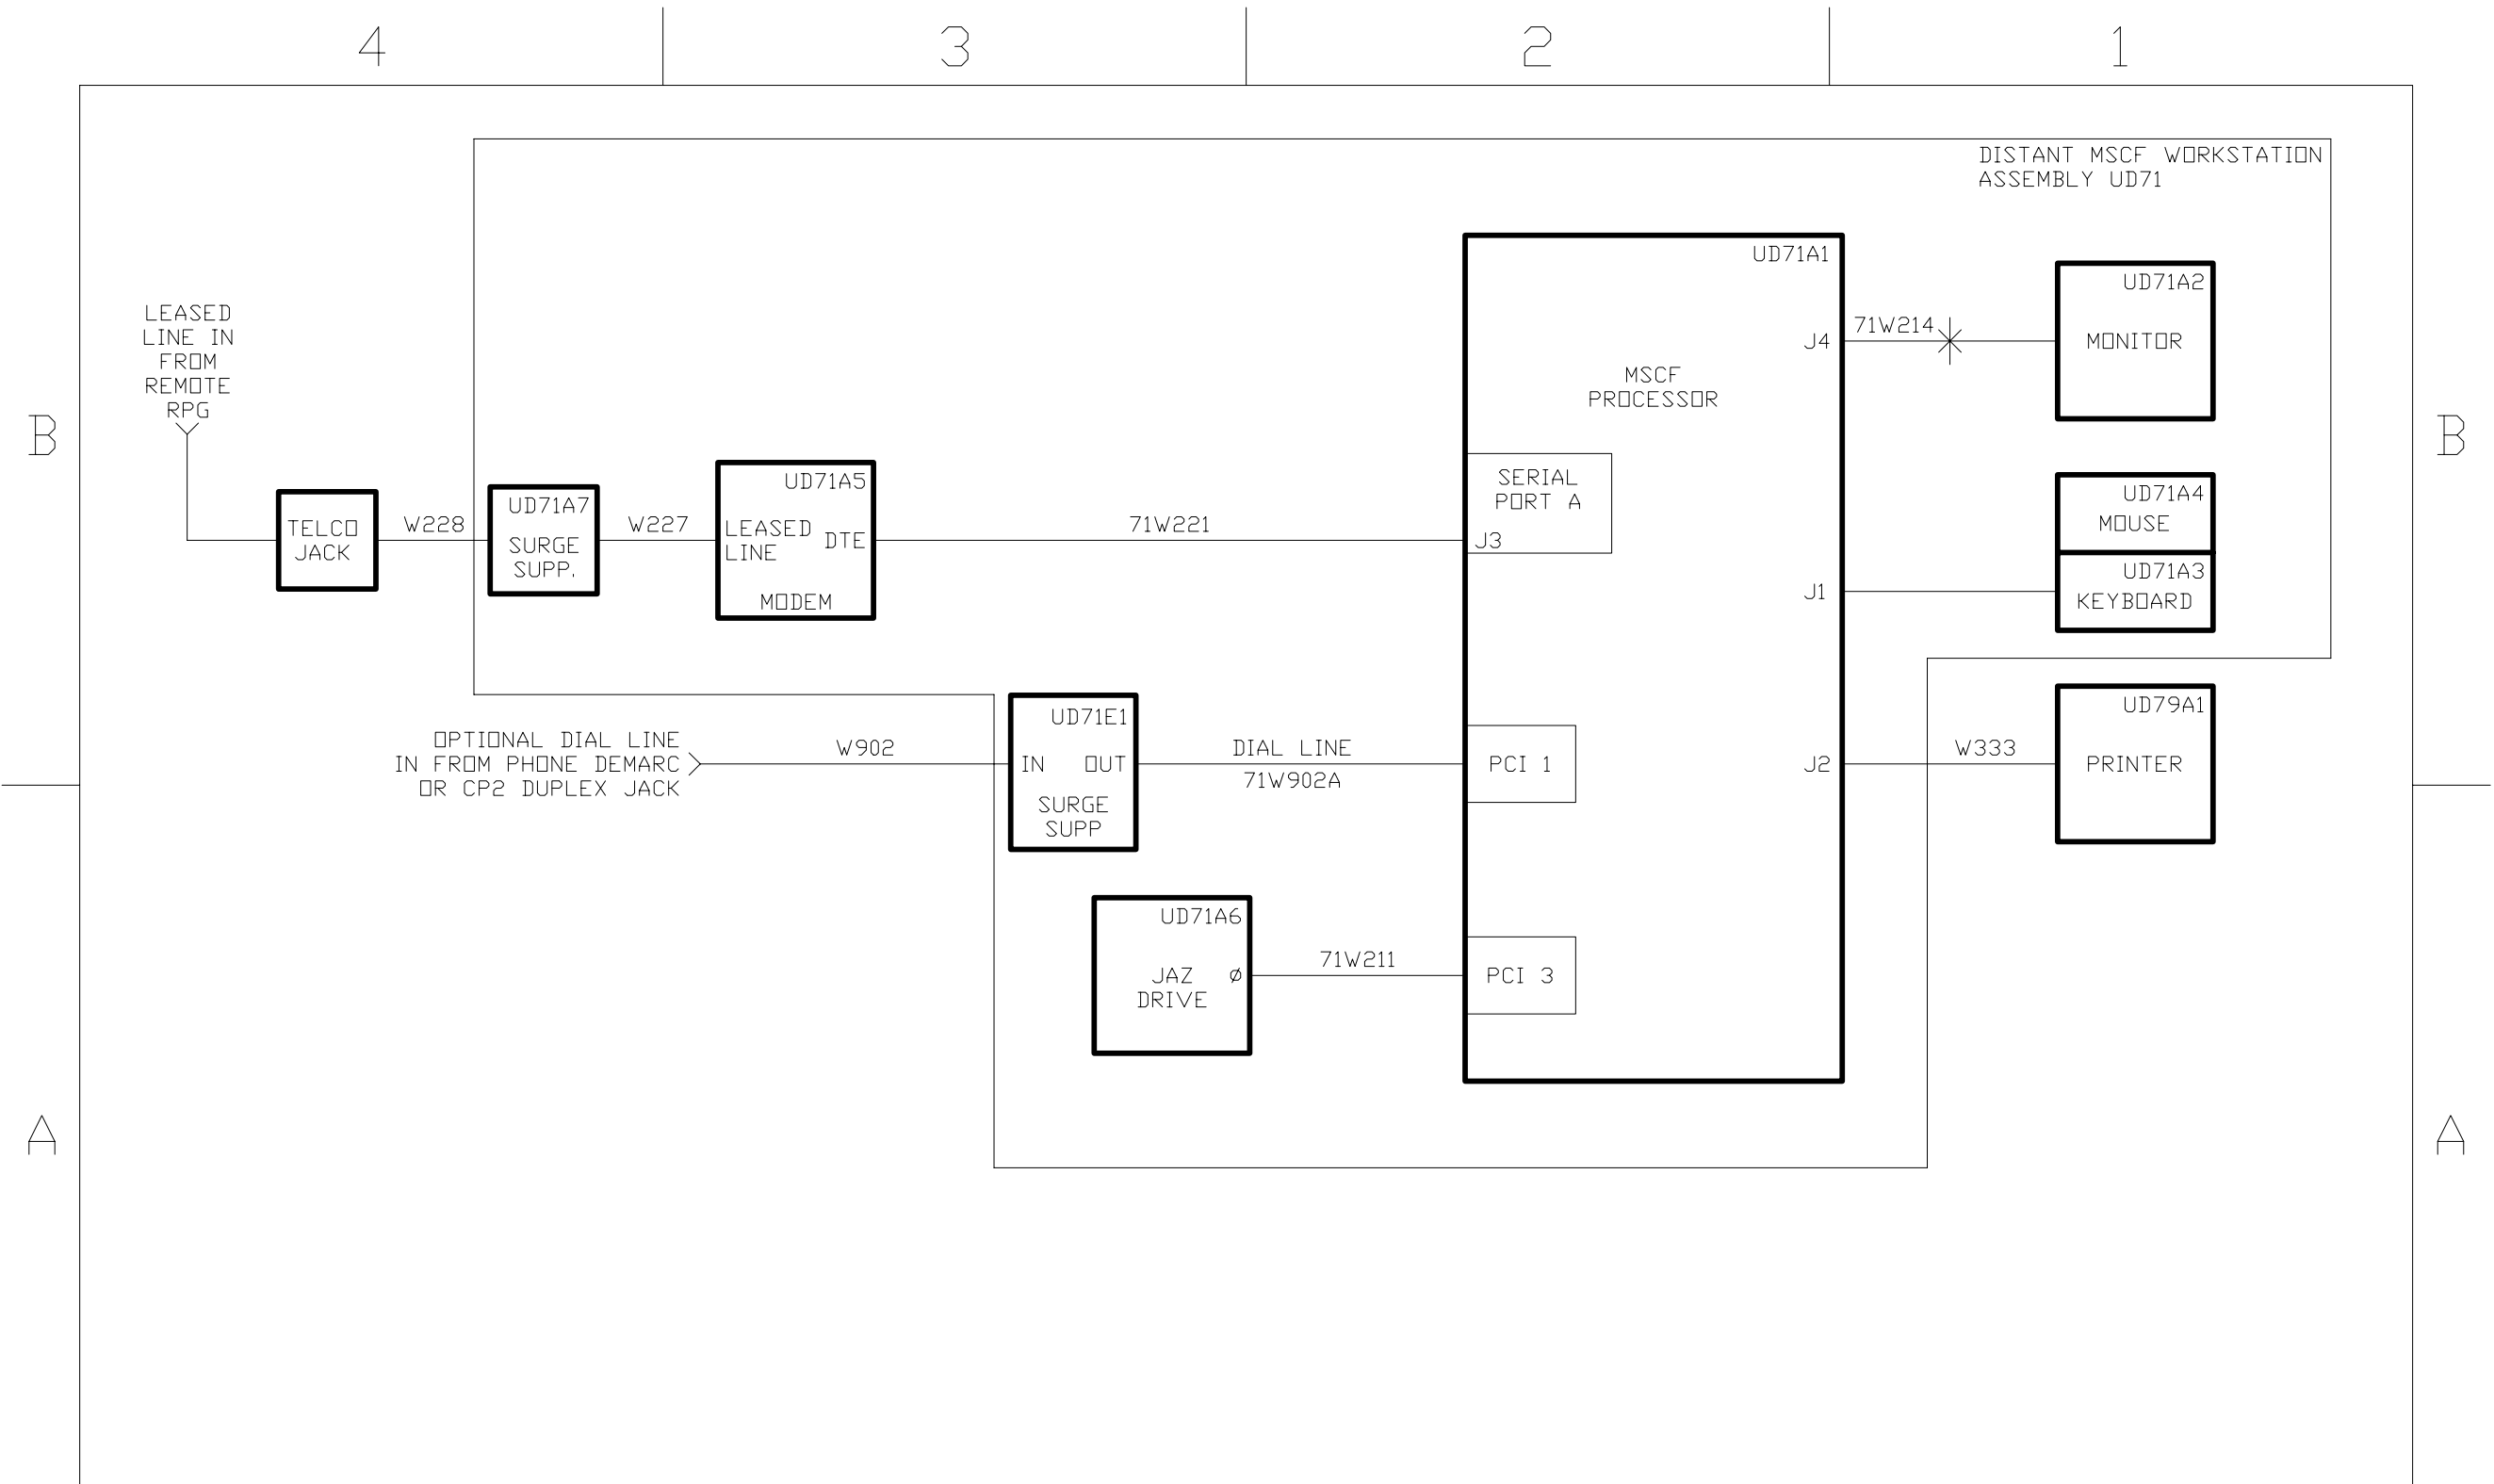 4
3
2
1
DISTANT MSCF WORKSTATION
ASSEMBLY UD71
UD71A1
UD71A2
LEASED
LINE IN
FROM
REMOTE
RPG
71W214
J4
MONITOR
MSCF
PROCESSOR
B
B
UD71A5
SERIAL
PORT A
UD71A4
MOUSE
UD71A7
TELCO
JACK
W228
SURGE
SUPP.
W227
LEASED
LINE
DTE
71W221
J3
MODEM
UD71A3
J1
KEYBOARD
UD71E1
UD79A1
OPTIONAL DIAL LINE
IN FROM PHONE DEMARC
OR CP2 DUPLEX JACK
W902
IN
OUT
DIAL LINE
71W902A
PCI 1
J2
W333
PRINTER
SURGE
SUPP
UD71A6
JAZ
DRIVE
Ø
71W211
PCI 3
A
A